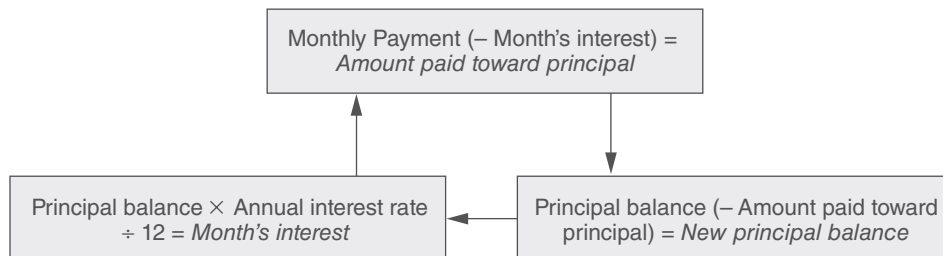 Monthly Payment (– Month's interest) =
Amount paid toward principal
Principal balance × Annual interest rate
÷ 12 = Month's interest
Principal balance (– Amount paid toward
principal) = New principal balance